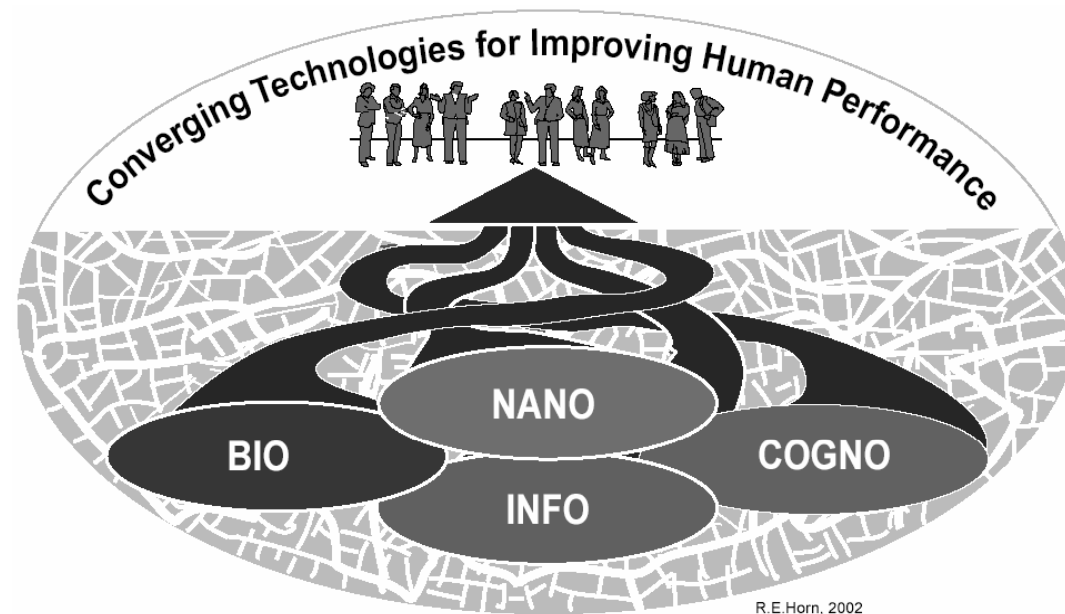 Converging Technologies for Improving Human Performance
NANO
BIO
COGNO
INFO
R.E.Horn, 2002